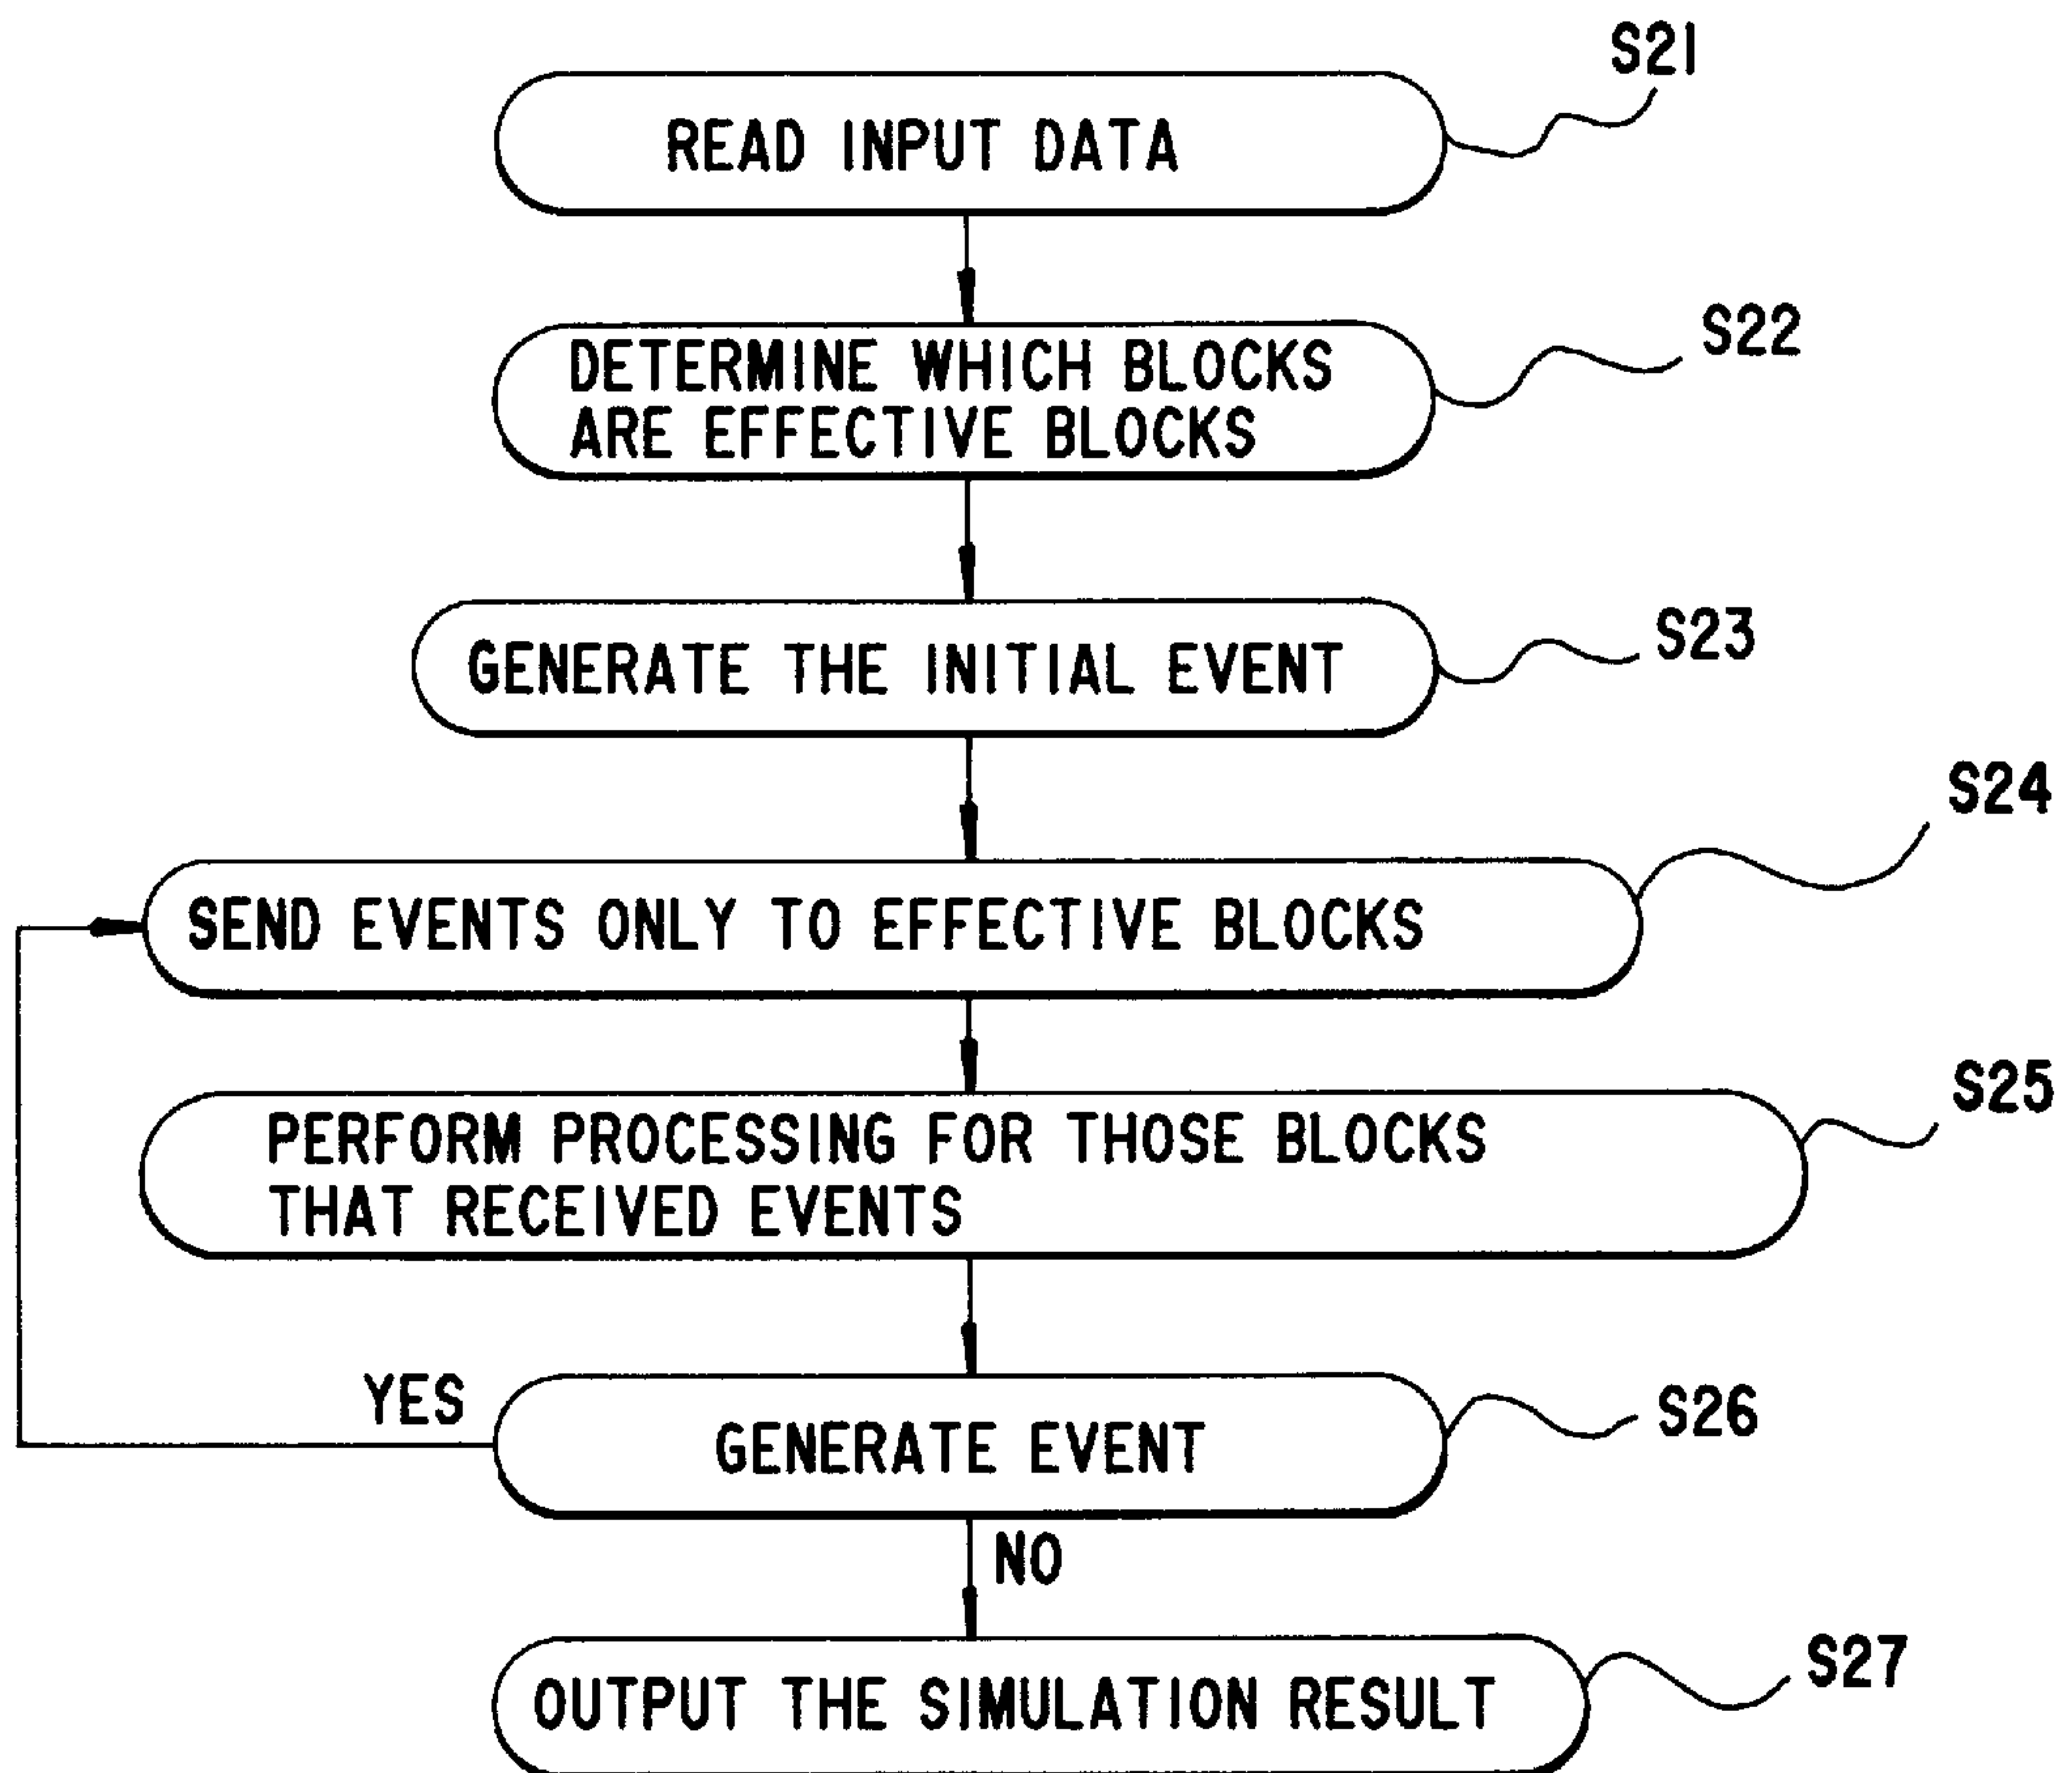 S21
READ INPUT DATA
S22
DETERMINE WHICH BLOCKS
ARE EFFECTIVE BLOCKS
S23
GENERATE THE INITIAL EVENT
S24
SEND EVENTS ONLY TO EFFECTIVE BLOCKS
S25
PERFORM PROCESSING FOR THOSE BLOCKS
THAT RECEIVED EVENTS
YES
S26
GENERATE EVENT
NO
S27
OUTPUT THE SIMULATION RESULT